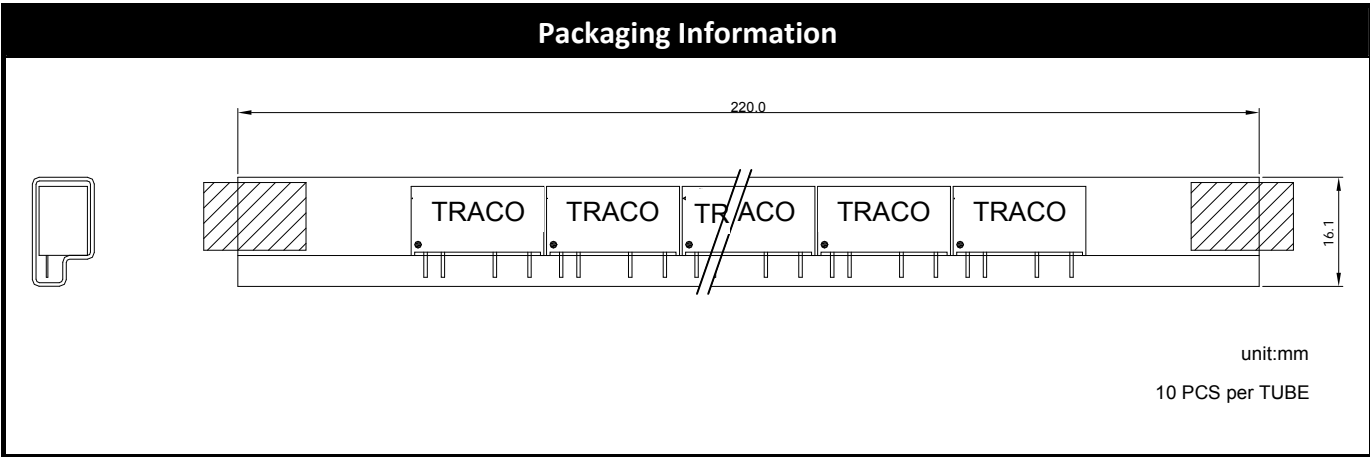 Packaging Information
220.0
TRACO TRACO TRACO TRACO TRACO
16.1
unit:mm
10 PCS per TUBE